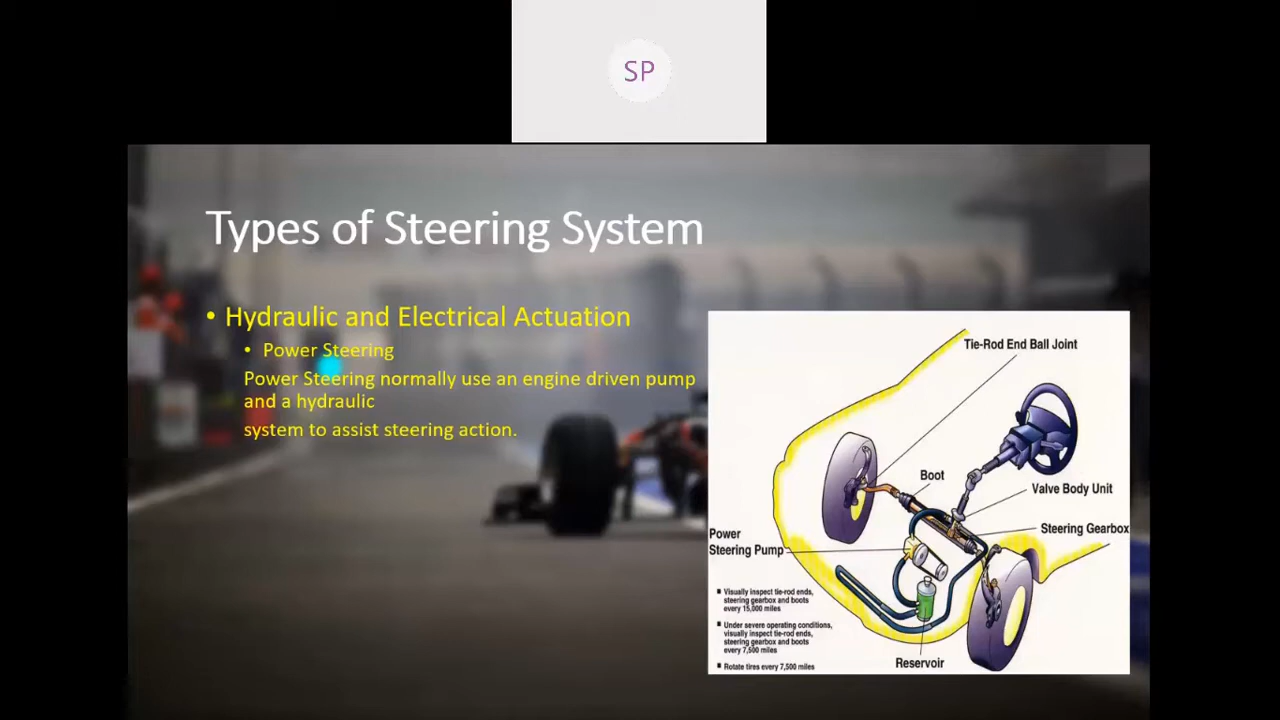 SP
Types of Steering System
• Hydraulic and Electrical Actuation
• Power Steering
Power Steering normally use an engine driven pump
and a hydraulic
system to assist steering action.
Tie-Rod End Ball Joint
Boot
Valve Body Unit
Steering Gearbox
Power
Steering Pump
■ Visually inspect tie-rod ends,
steering gearbox and boots
every 15,000 miles
■ Under severe operating conditions,
visually inspect tie-rod ends,
steering gearbox and boots
every 7,500 miles
■ Rotate tires every 7,500 miles
Reservoir